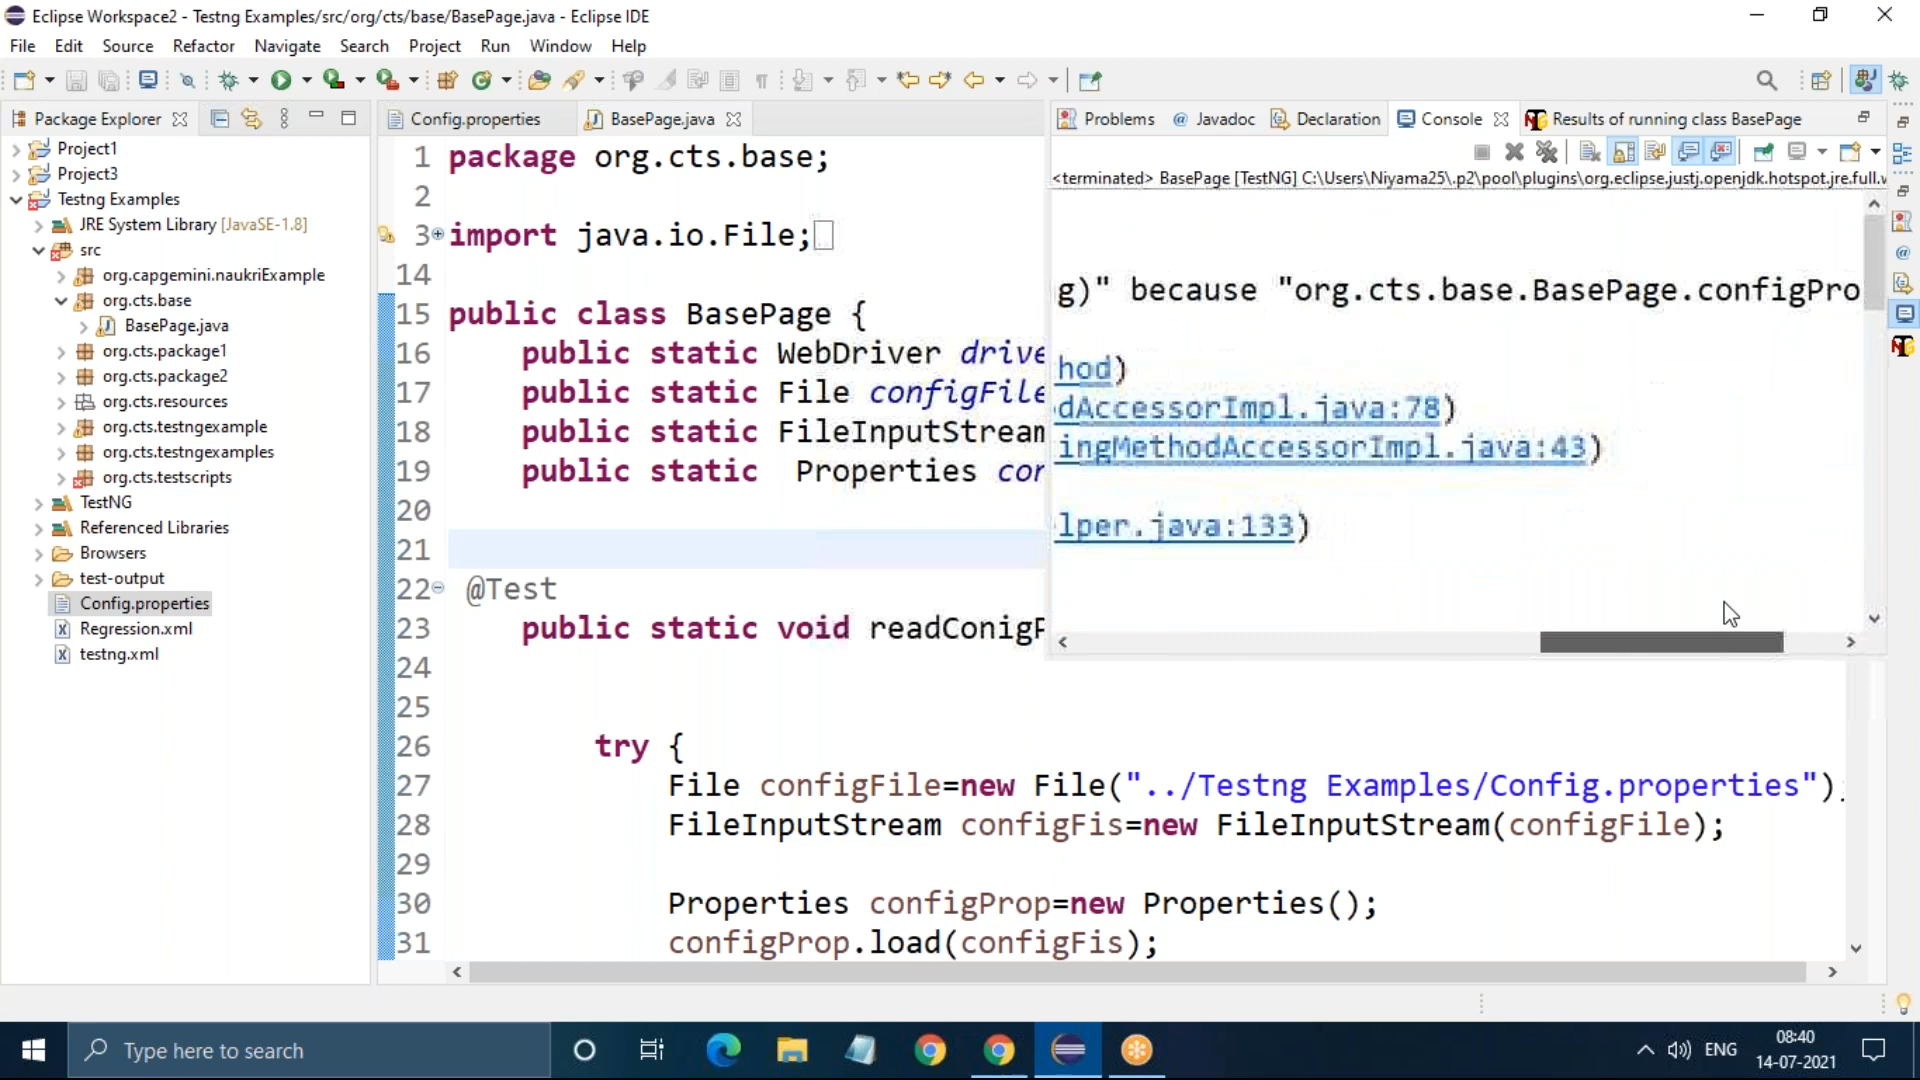 Eclipse Workspace2 - Testng Examples/src/org/cts/base/BasePage.java - Eclipse IDE
File Edit Source Refactor Navigate Search Project Run Window Help
Package Explorer
Project1
Project3
Testng Examples
JRE System Library [JavaSE-1.8]
src
org.capgemini.naukriExample
org.cts.base
BasePage.java
org.cts.package1
org.cts.package2
org.cts.resources
org.cts.testngexample
org.cts.testngexamples
org.cts.testscripts
TestNG
Referenced Libraries
Browsers
test-output
Config.properties
Regression.xml
testng.xml
Config.properties BasePage.java
1 package org.cts.base;
2
3 import java.io.File;
14
15 public class BasePage {
16 public static WebDriver drive
17 public static File configFile
18 public static FileInputStream
19 public static Properties con
20
21
22 @Test
23 public static void readConigP
24
25
26 try {
27 File configFile=new File("../Testng Examples/Config.properties")
28 FileInputStream configFis=new FileInputStream(configFile);
29
30 Properties configProp=new Properties();
31 configProp.load(configFis);
Problems @ Javadoc Declaration Console Results of running class BasePage
<terminated> BasePage [TestNG] C:\Users\Niyama25\.p2\pool\plugins\org.eclipse.justj.openjdk.hotspot.jre.full.v
g)" because "org.cts.base.BasePage.configPro
hod)
dAccessorImpl.java:78)
ingMethodAccessorImpl.java:43)
lper.java:133)
Type here to search
ENG
08:40
14-07-2021